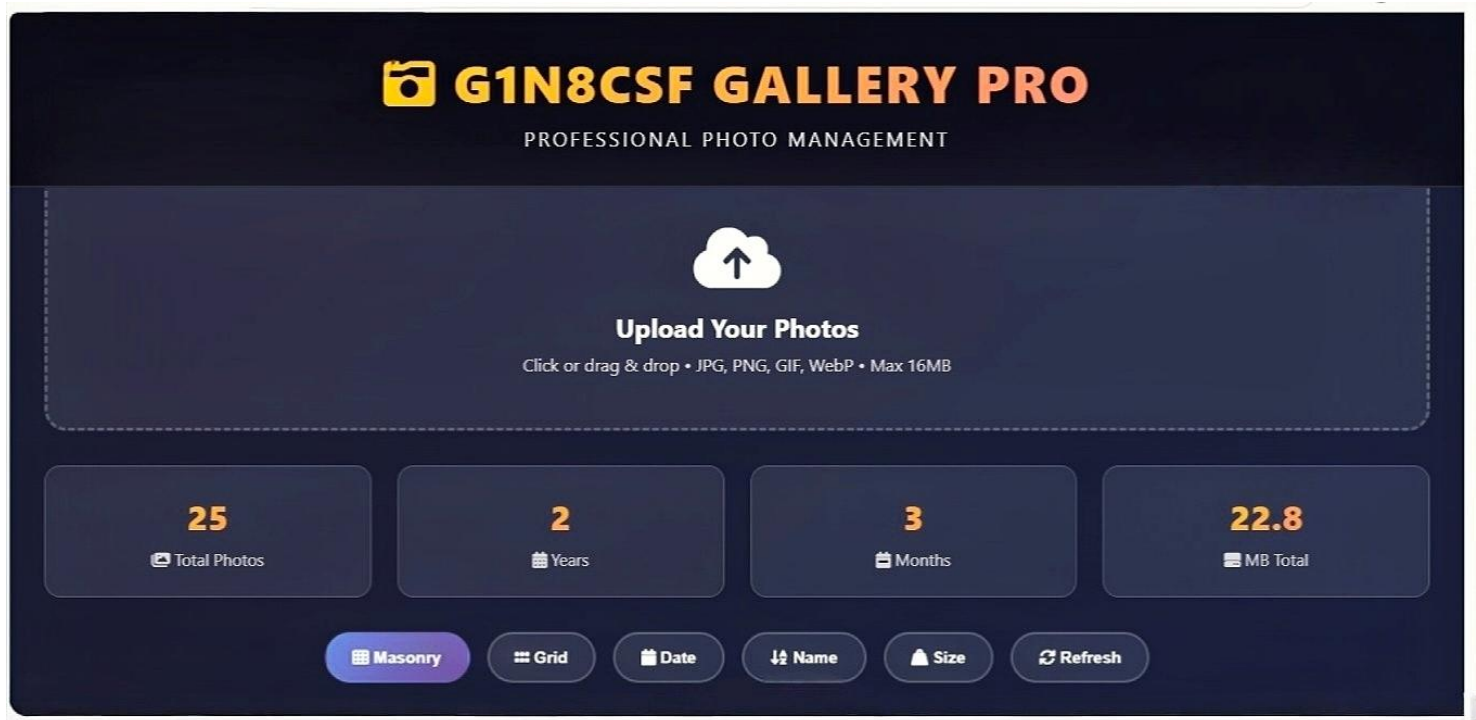 G1N8CSF GALLERY PRO
PROFESSIONAL PHOTO MANAGEMENT
Upload Your Photos
Click or drag & drop • JPG, PNG, GIF, WebP • Max 16MB
25
Total Photos
2
Years
3
Months
22.8
MB Total
Masonry Grid Date Name Size Refresh